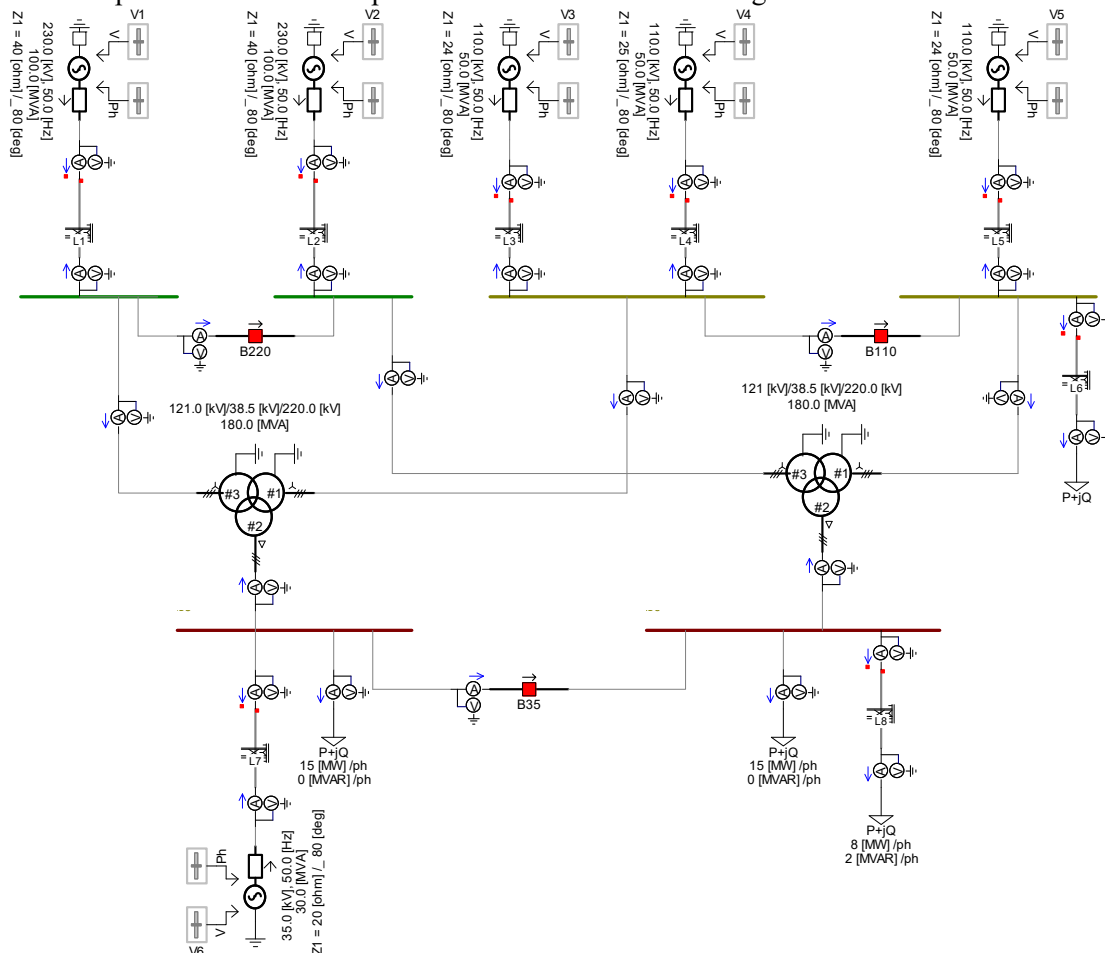 V1
V2
V3
V4
V5
V
Ph
230.0 [kV], 50.0 [Hz]
100.0 [MVA]
Z1 = 40 [ohm] /_ 80 [deg]
V
Ph
230.0 [kV], 50.0 [Hz]
100.0 [MVA]
Z1 = 40 [ohm] /_ 80 [deg]
V
Ph
110.0 [kV], 50.0 [Hz]
50.0 [MVA]
Z1 = 24 [ohm] /_ 80 [deg]
V
Ph
110.0 [kV], 50.0 [Hz]
50.0 [MVA]
Z1 = 25 [ohm] /_ 80 [deg]
V
Ph
110.0 [kV], 50.0 [Hz]
50.0 [MVA]
Z1 = 24 [ohm] /_ 80 [deg]
A V
A V
A V
A V
A V
L1
L2
L3
L4
L5
A V
A V
A V
A V
A V
A V
A
V
B220
A
V
B110
L6
A V
A V
A V
A V
A
A V
P+jQ
121.0 [kV]/38.5 [kV]/220.0 [kV]
180.0 [MVA]
#3
#1
#2
121 [kV]/38.5 [kV]/220.0 [kV]
180.0 [MVA]
#3
#1
#2
A V
A V
A V
A V
A
V
B35
A V
A V
L7
P+jQ
15 [MW] /ph
0 [MVAR] /ph
P+jQ
15 [MW] /ph
0 [MVAR] /ph
L8
A V
A V
P+jQ
8 [MW] /ph
2 [MVAR] /ph
Ph
V
V6
35.0 [kV], 50.0 [Hz]
30.0 [MVA]
Z1 = 20 [ohm] /_ 80 [deg]